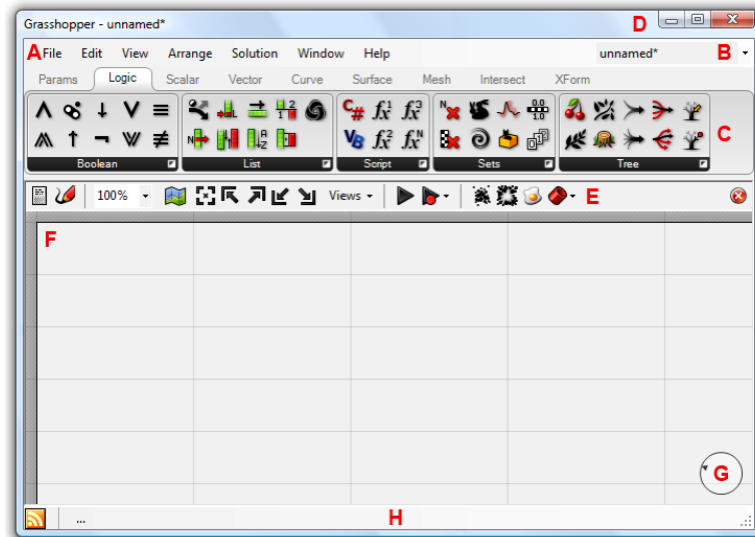 Grasshopper - unnamed* D
A File Edit View Arrange Solution Window Help unnamed* B
Params Logic Scalar Vector Curve Surface Mesh Intersect XForm
C
Boolean List Script Sets Tree
100% Views E
F
G
... H